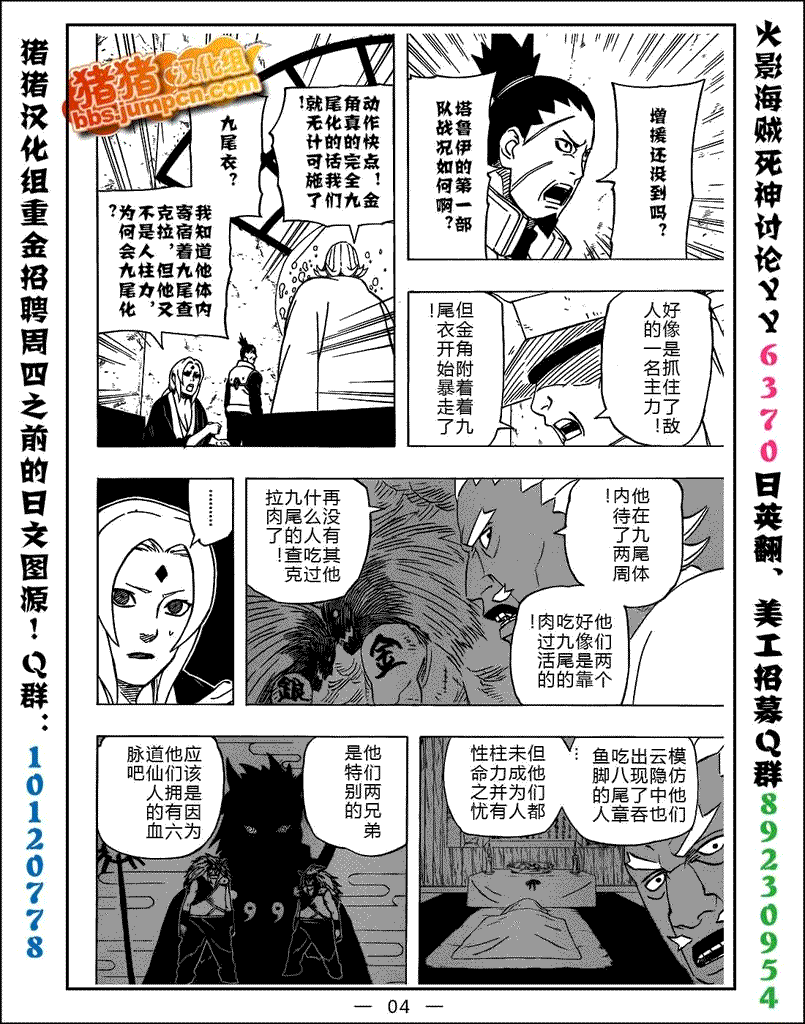 火影海贼死神讨论YY6370日英翻、美工招募Q群89230954
猪猪汉化组重金招聘周四之前的日文图源！Q群：10120778
猪猪汉化组
bbs.jumpcn.com
增援还没到吗？
塔鲁伊的第一部
队战况如何啊？
动作快点！金
角真的完全九
尾化的话我们
就无计可施了
！
九尾衣？
我知道他体内
寄宿着九尾查
克拉，但他又
不是人柱力，
为何会九尾化
？
好像是抓住了敌
人的一名主力！
但金角附着着九
尾衣开始暴走了
他在九尾体
内待了两周
！
他们两个
好像是靠
吃九尾的
肉过活的
！
再没有其他
什么人吃过
九尾的查克
拉肉了！
………
模仿他们
云隐中也
出现了吞
吃八尾章
鱼脚的人
…
但他们都
未成为人
柱力并有
性命之忧
他们两兄弟
是特别的
应该是因为
他们拥有六
道仙人的血
脉吧
金
銀
— 04 —